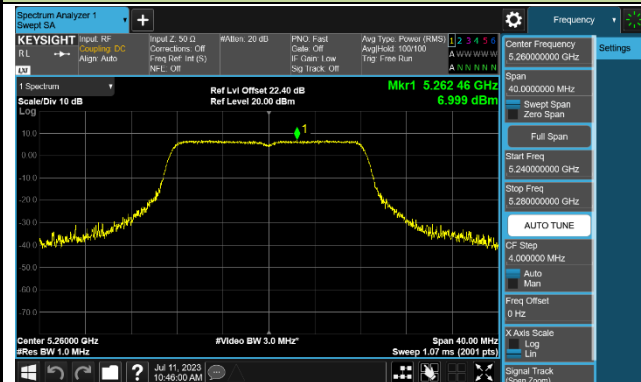 Spectrum Analyzer 1
Swept SA
Frequency
KEYSIGHT
RL
Input: RF
Coupling: DC
Align: Auto
Input Z: 50 Ω
Corrections: Off
Freq Ref: Int (S)
NFE: Off
#Atten: 20 dB
PNO: Fast
Gate: Off
IF Gain: Low
Sig Track: Off
Avg Type: Power (RMS)
Avg|Hold: 100/100
Trig: Free Run
1 2 3 4 5 6
A W W W W W
A N N N N N
1 Spectrum
Scale/Div 10 dB
Log
Ref Lvl Offset 22.40 dB
Ref Level 20.00 dBm
Mkr1 5.262 46 GHz
6.999 dBm
1
10.0
0.00
-10.0
-20.0
-30.0
-40.0
-50.0
-60.0
-70.0
Center 5.26000 GHz
#Res BW 1.0 MHz
#Video BW 3.0 MHz*
Span 40.00 MHz
Sweep 1.07 ms (2001 pts)
Jul 11, 2023
10:46:00 AM
Center Frequency
5.260000000 GHz
Settings
Span
40.0000000 MHz
Swept Span
Zero Span
Full Span
Start Freq
5.240000000 GHz
Stop Freq
5.280000000 GHz
AUTO TUNE
CF Step
4.000000 MHz
Auto
Man
Freq Offset
0 Hz
X Axis Scale
Log
Lin
Signal Track
(Span Zoom)